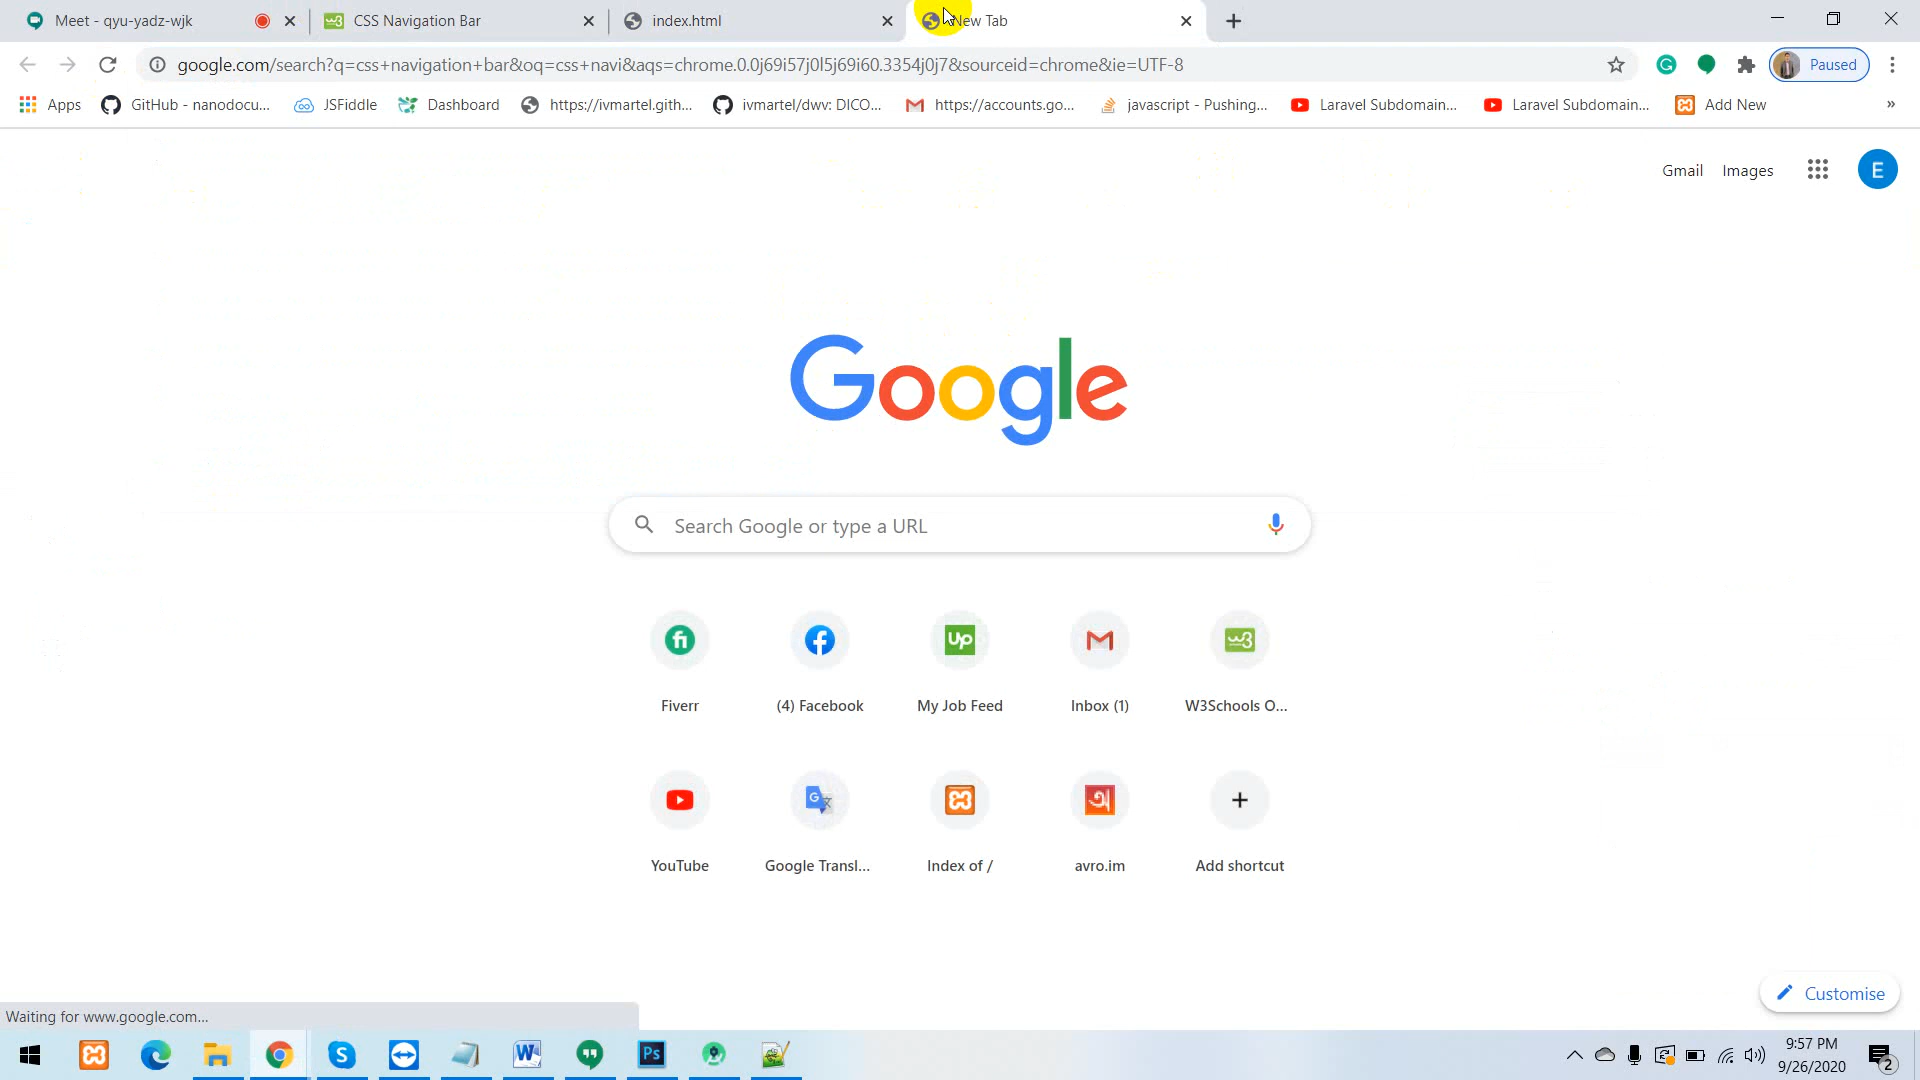 Meet - qyu-yadz-wjk
CSS Navigation Bar
index.html
New Tab
google.com/search?q=css+navigation+bar&oq=css+navi&aqs=chrome.0.0j69i57j0l5j69i60.3354j0j7&sourceid=chrome&ie=UTF-8
Paused
Apps
GitHub - nanodocu...
JSFiddle
Dashboard
https://ivmartel.gith...
ivmartel/dwv: DICO...
https://accounts.go...
javascript - Pushing...
Laravel Subdomain...
Laravel Subdomain...
Add New
»
Gmail
Images
E
Google
Search Google or type a URL
Fiverr
(4) Facebook
My Job Feed
Inbox (1)
W3Schools O...
YouTube
Google Transl...
Index of /
avro.im
Add shortcut
Customise
Waiting for www.google.com...
9:57 PM
9/26/2020
2